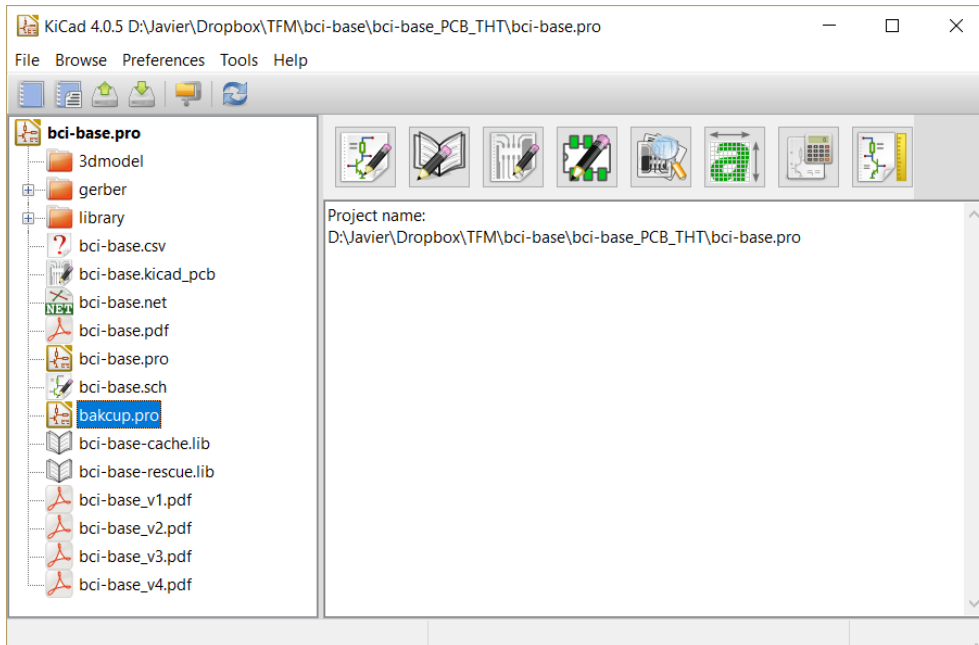 KiCad 4.0.5 D:\Javier\Dropbox\TFM\bci-base\bci-base_PCB_THT\bci-base.pro
File Browse Preferences Tools Help
bci-base.pro
3dmodel
gerber
library
bci-base.csv
bci-base.kicad_pcb
NET bci-base.net
bci-base.pdf
bci-base.pro
bci-base.sch
bakcup.pro
bci-base-cache.lib
bci-base-rescue.lib
bci-base_v1.pdf
bci-base_v2.pdf
bci-base_v3.pdf
bci-base_v4.pdf
a
Project name:
D:\Javier\Dropbox\TFM\bci-base\bci-base_PCB_THT\bci-base.pro